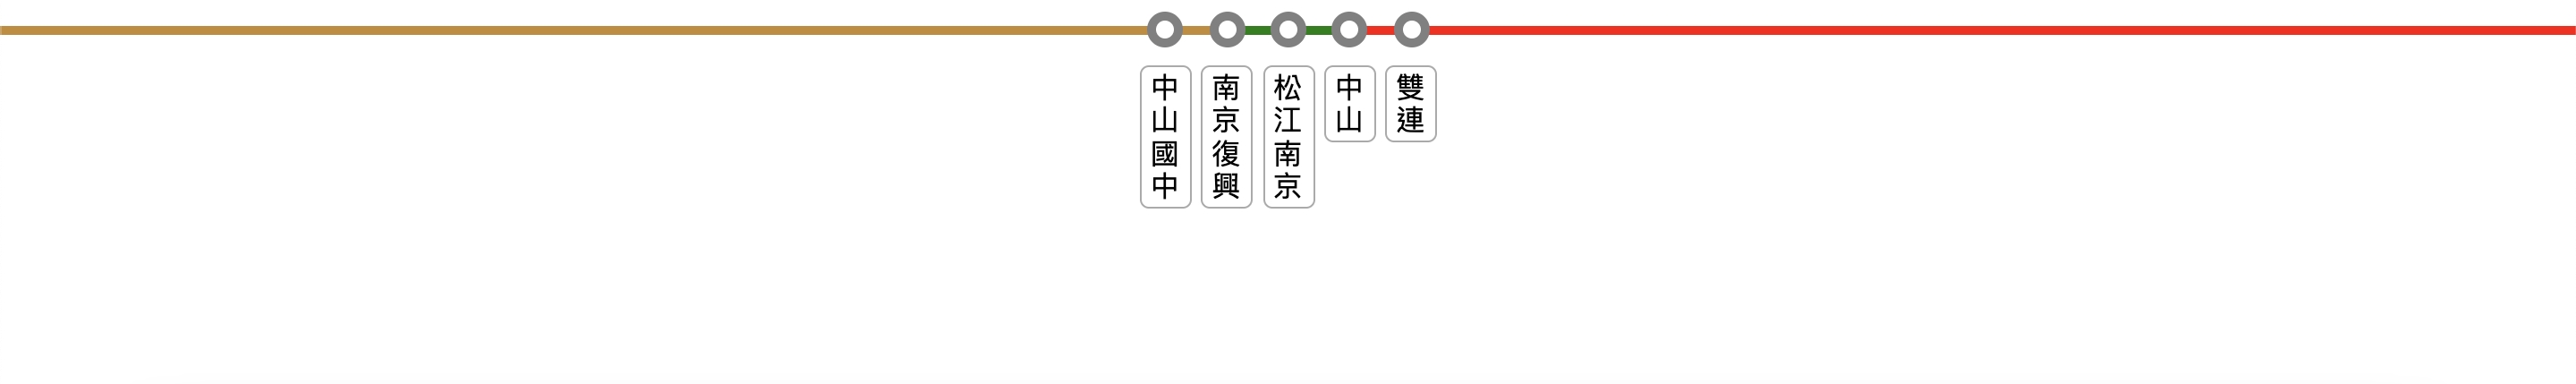 中山國中
南京復興
松江南京
中山
雙連